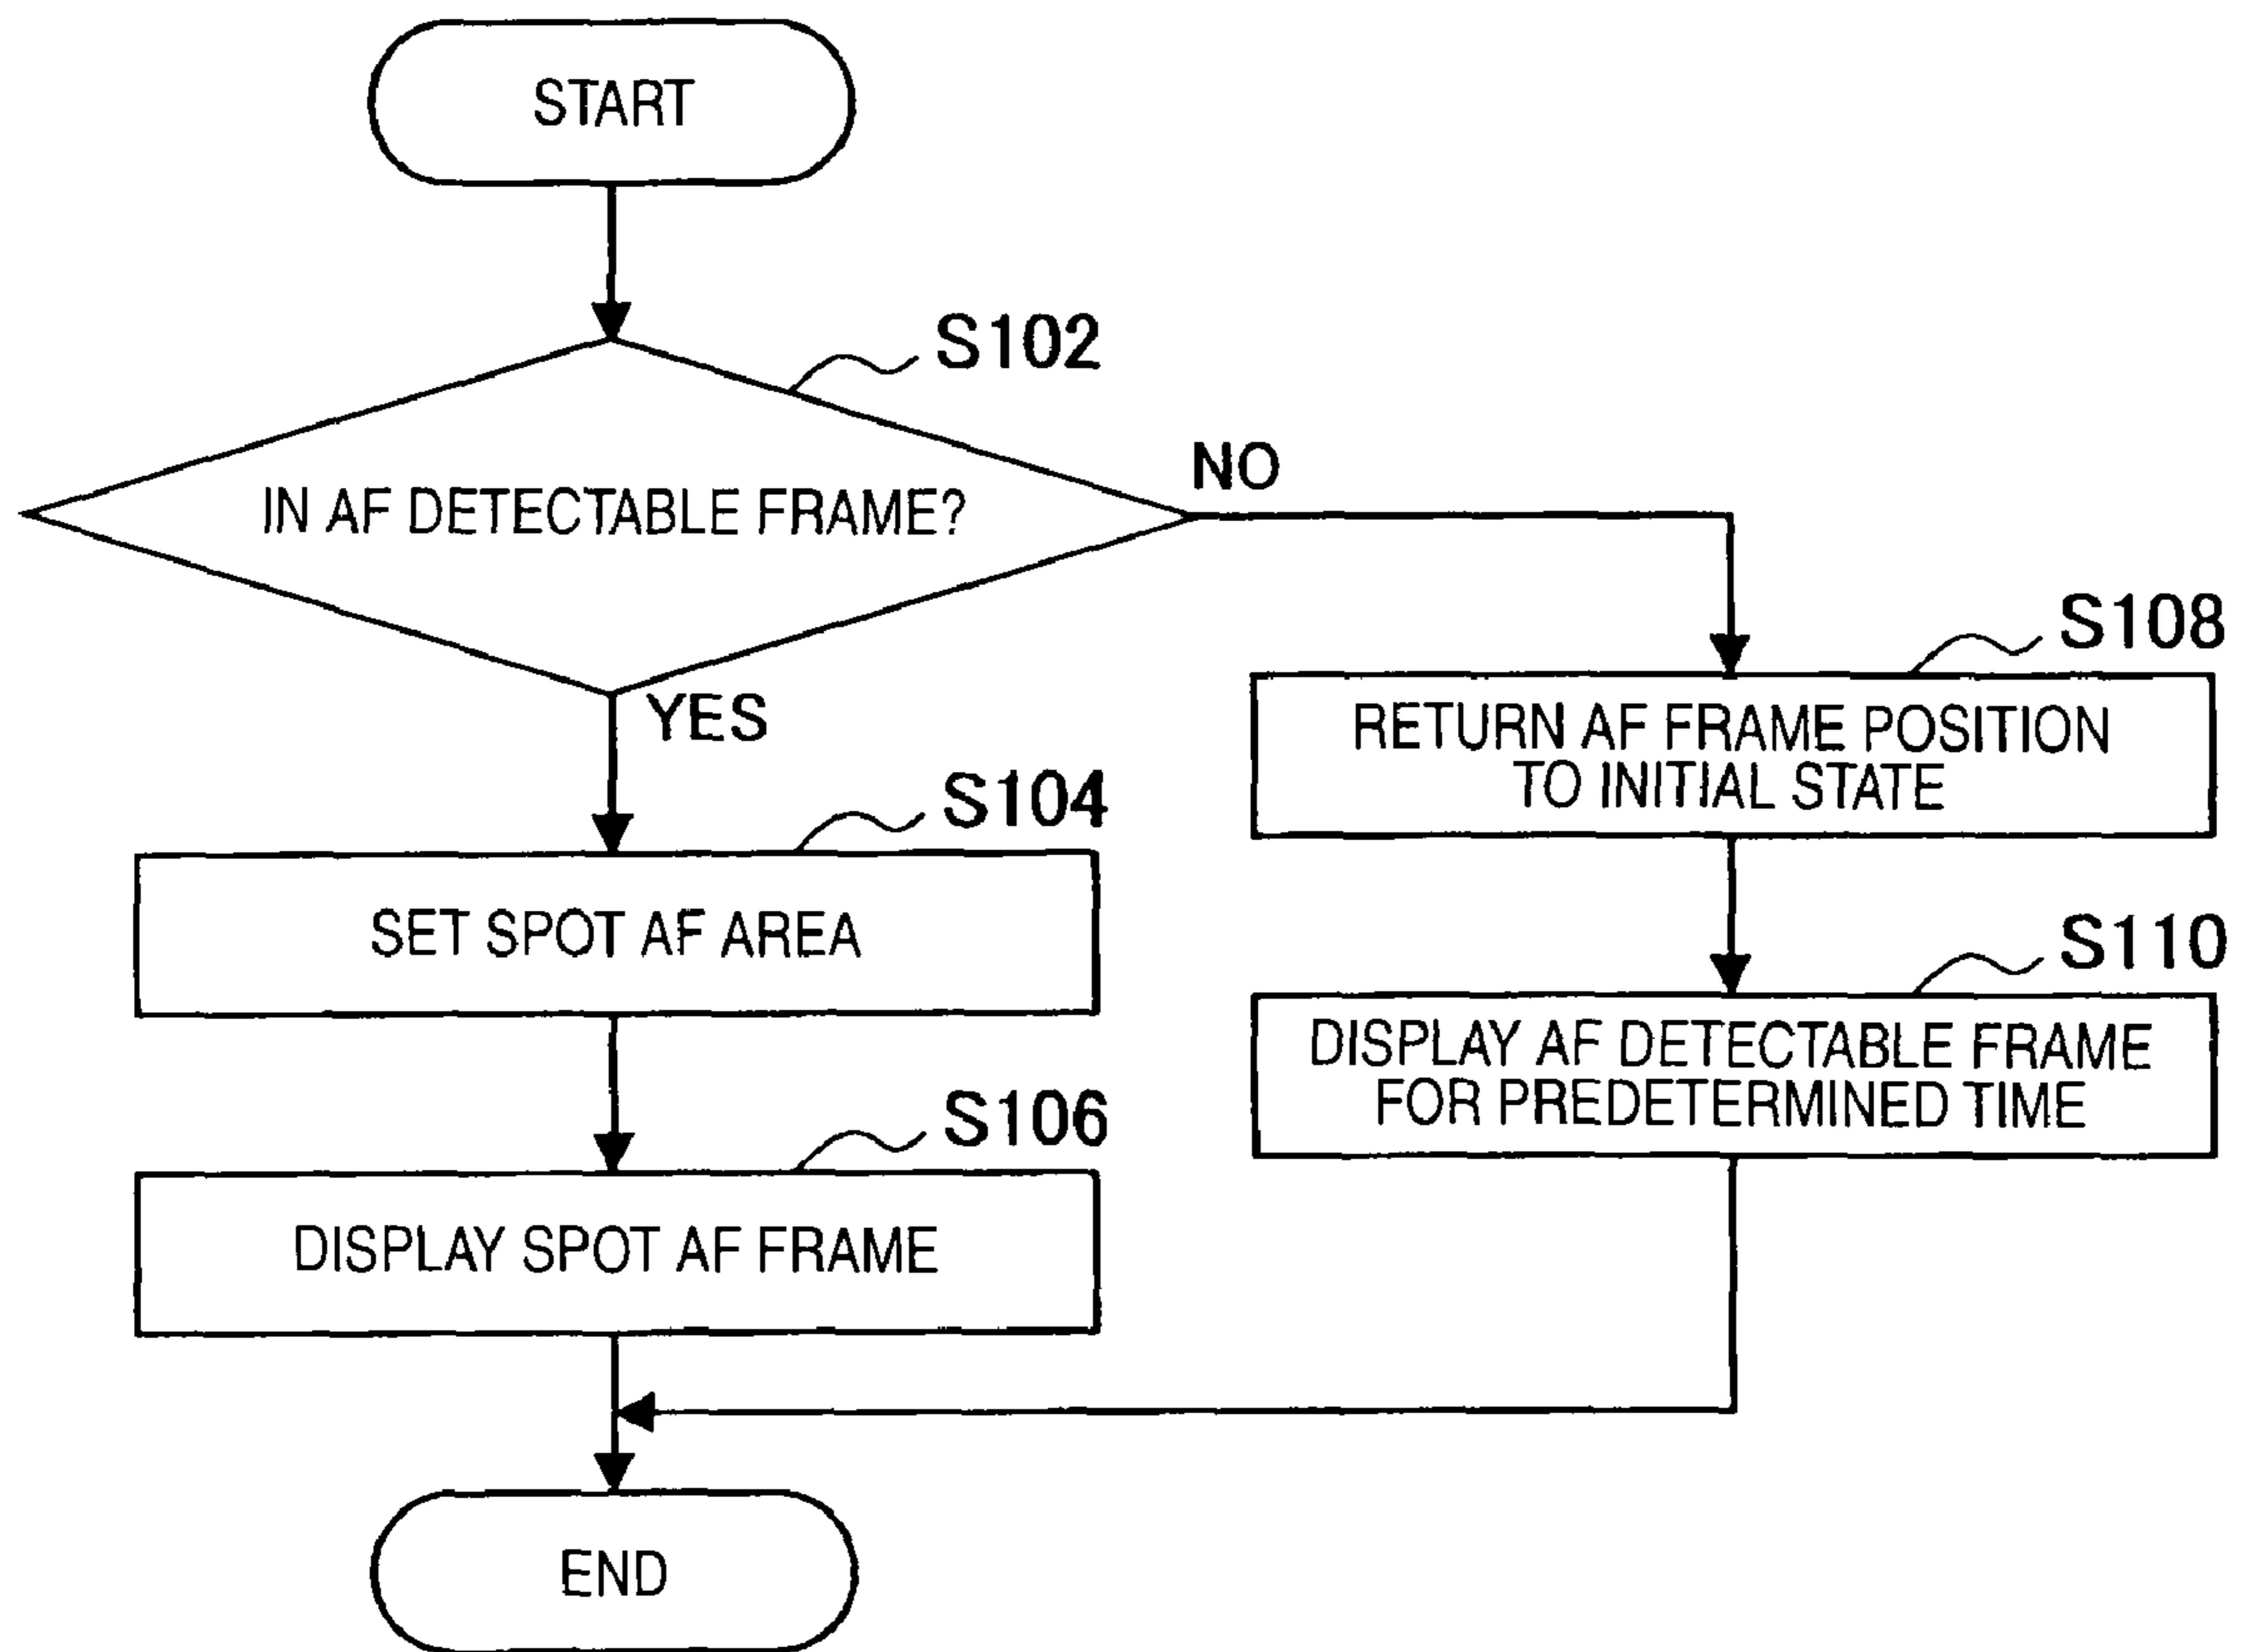 START
S102
IN AF DETECTABLE FRAME?
NO
YES
S104
SET SPOT AF AREA
S106
DISPLAY SPOT AF FRAME
S108
RETURN AF FRAME POSITION
TO INITIAL STATE
S110
DISPLAY AF DETECTABLE FRAME
FOR PREDETERMINED TIME
END